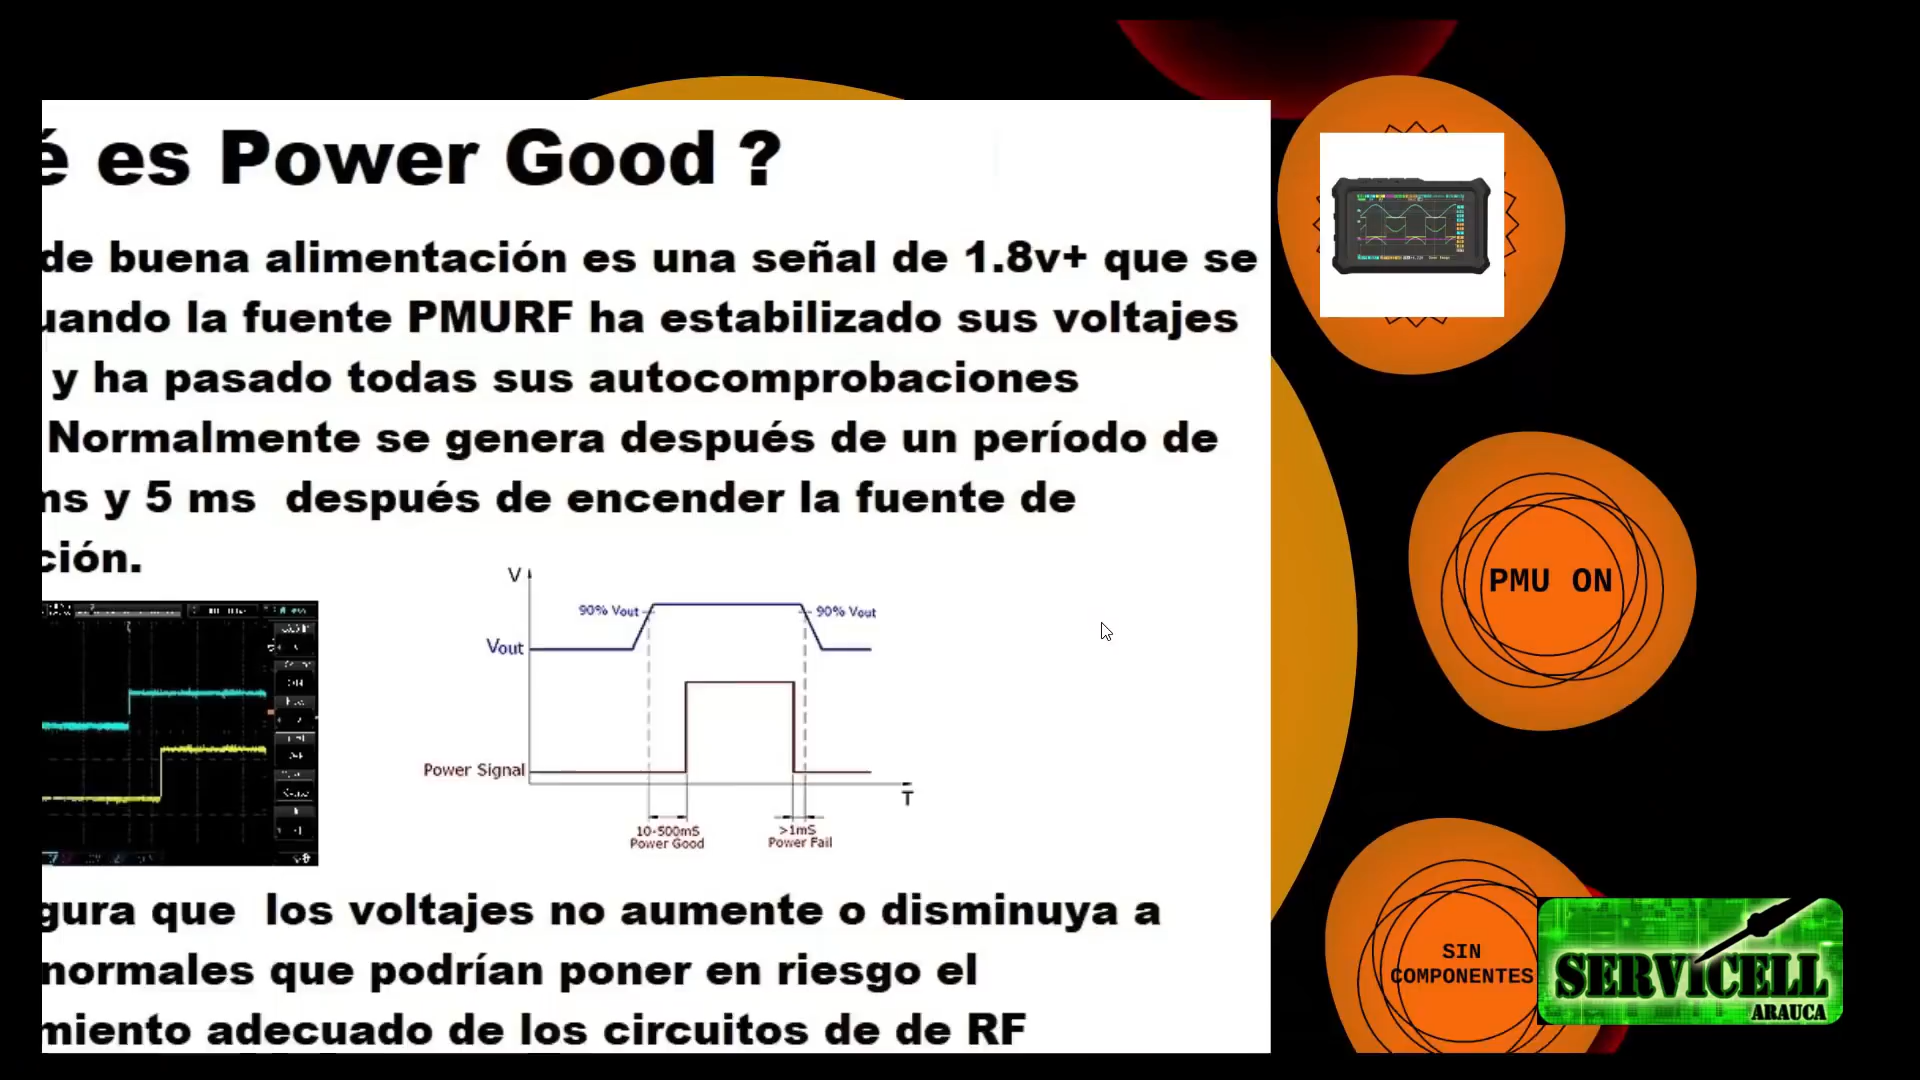 é es Power Good ?
de buena alimentación es una señal de 1.8v+ que se
uando la fuente PMURF ha estabilizado sus voltajes
y ha pasado todas sus autocomprobaciones
Normalmente se genera después de un período de
ms y 5 ms después de encender la fuente de
ción.
V
90% Vout
90% Vout
Vout
Power Signal
T
10-500mS
Power Good
>1mS
Power Fail
gura que los voltajes no aumente o disminuya a
normales que podrían poner en riesgo el
miento adecuado de los circuitos de de RF
PMU ON
SIN
COMPONENTES
SERVICELL
ARAUCA